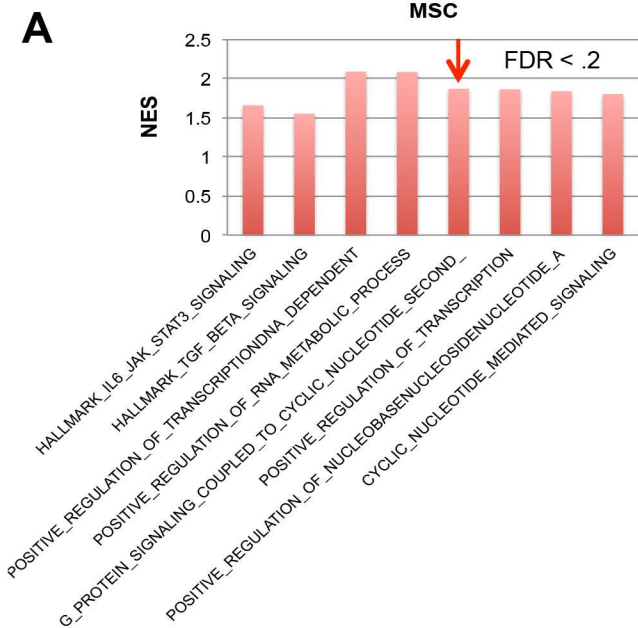 A
MSC
FDR < .2
NES
2.5
2
1.5
1
0.5
0
HALLMARK_IL6_JAK_STAT3_SIGNALING
HALLMARK_TGF_BETA_SIGNALING
POSITIVE_REGULATION_OF_TRANSCRIPTIONDNA_DEPENDENT
POSITIVE_REGULATION_OF_RNA_METABOLIC_PROCESS
G_PROTEIN_SIGNALING_COUPLED_TO_CYCLIC_NUCLEOTIDE_SECOND_
POSITIVE_REGULATION_OF_TRANSCRIPTION
POSITIVE_REGULATION_OF_NUCLEOBASENUCLEOSIDENUCLEOTIDE_A
CYCLIC_NUCLEOTIDE_MEDIATED_SIGNALING